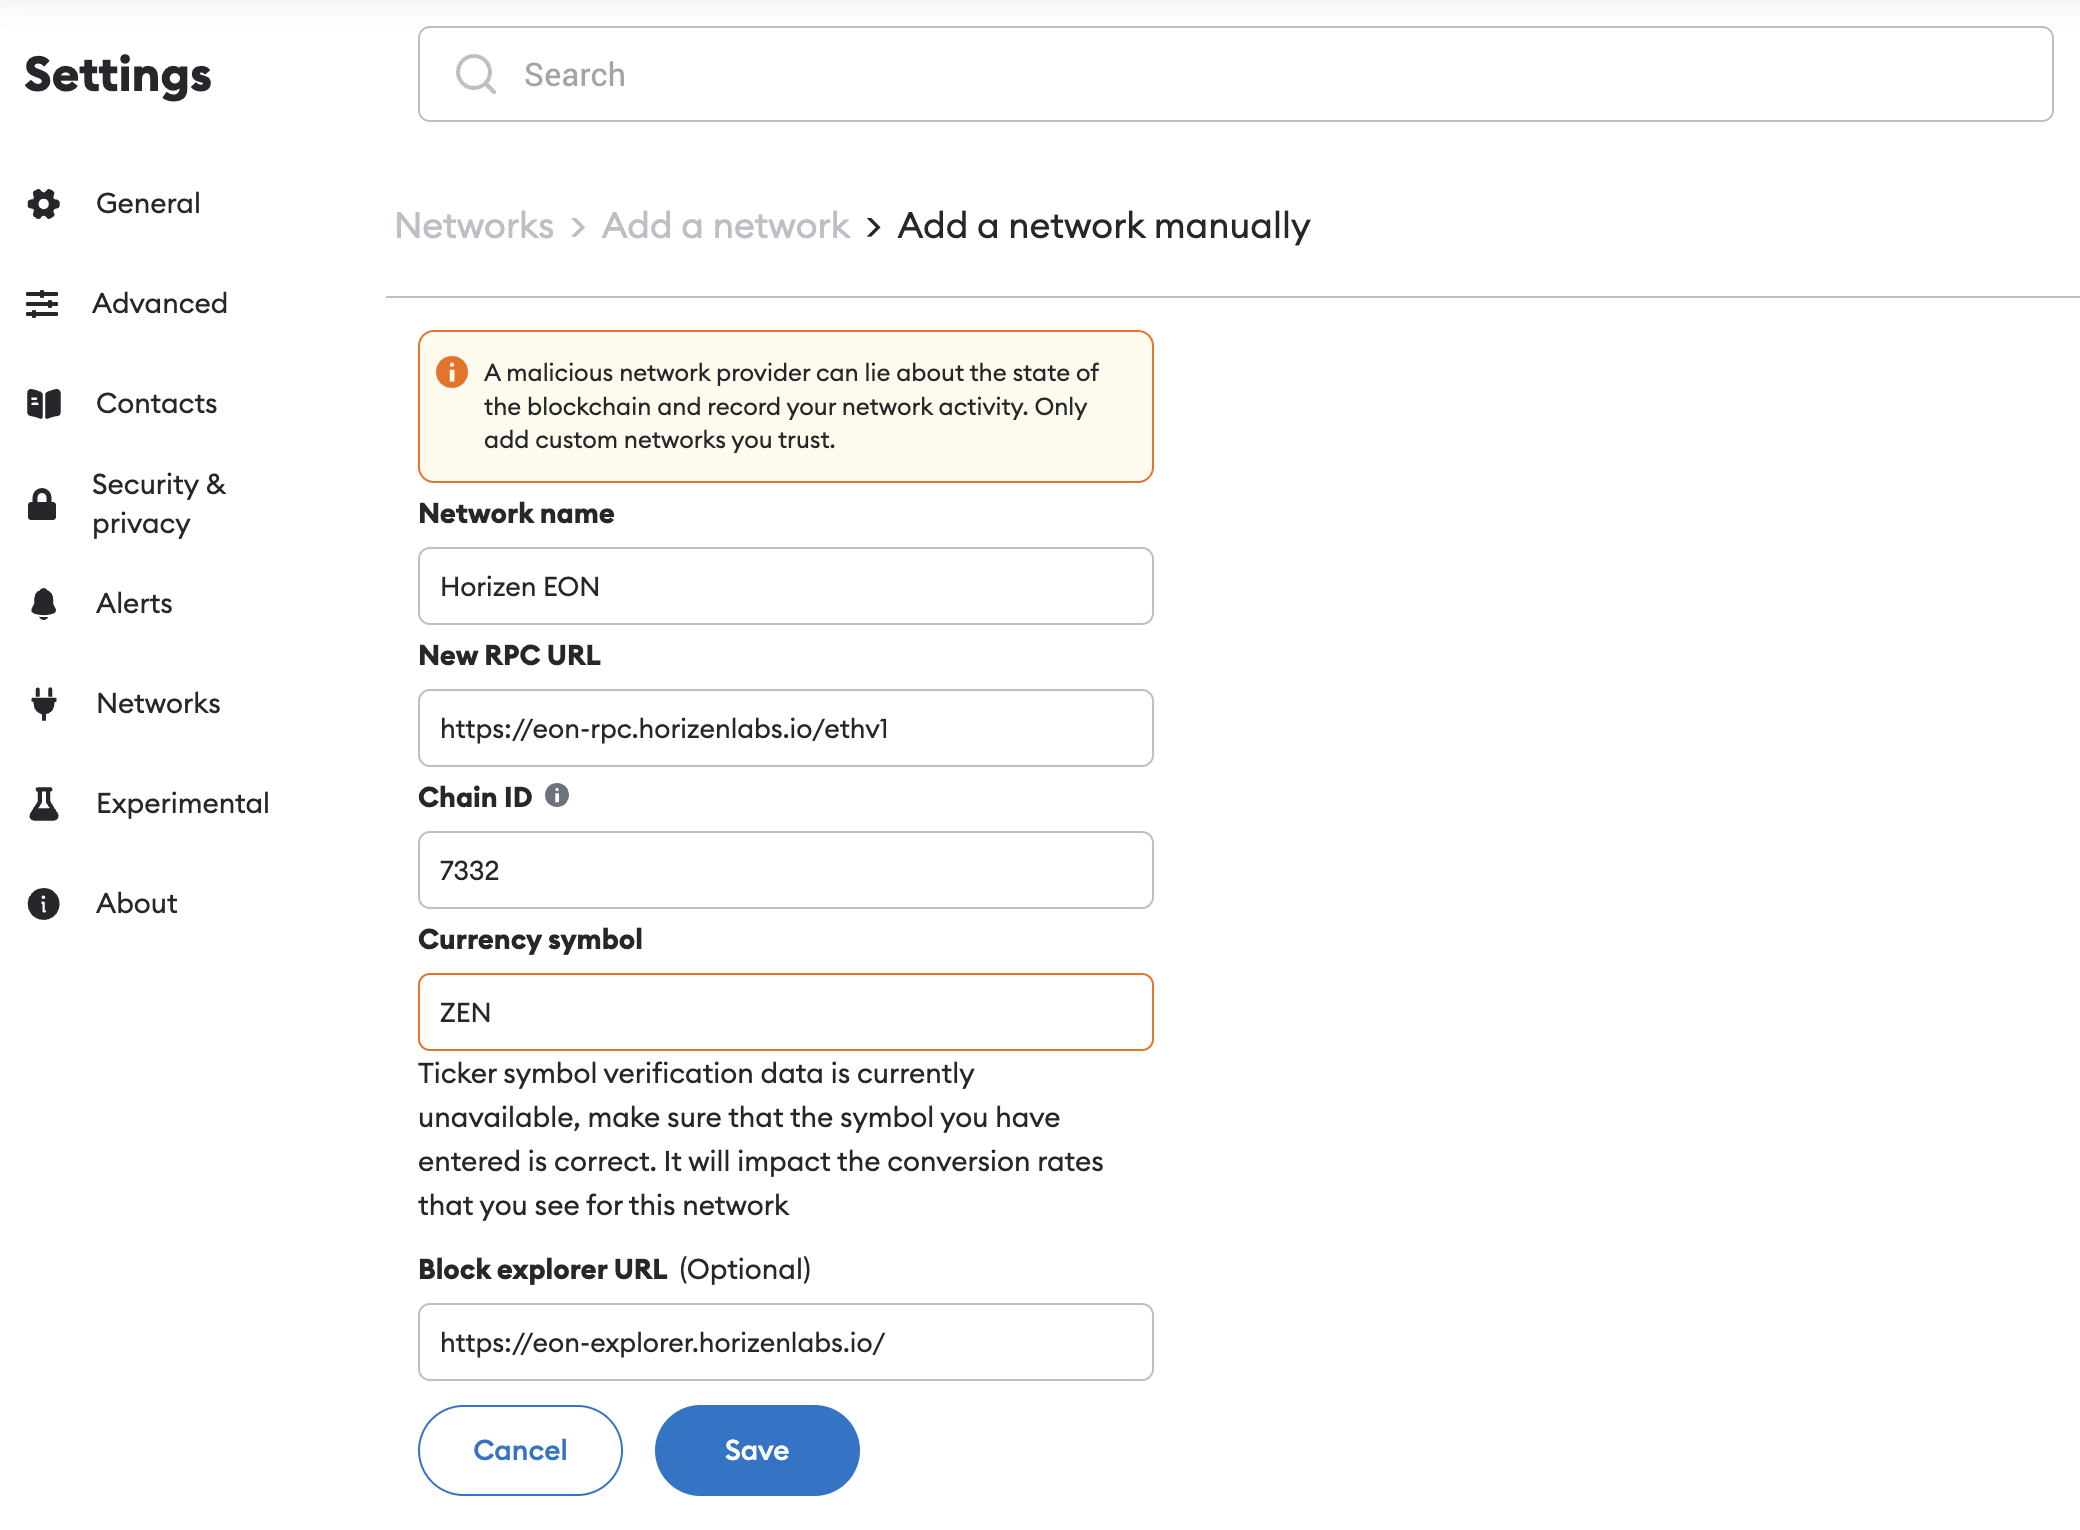 Settings
Search
General
Advanced
Contacts
Security &
privacy
Alerts
Networks
Experimental
About
Networks > Add a network > Add a network manually
A malicious network provider can lie about the state of
the blockchain and record your network activity. Only
add custom networks you trust.
Network name
Horizen EON
New RPC URL
https://eon-rpc.horizenlabs.io/ethv1
Chain ID
7332
Currency symbol
ZEN
Ticker symbol verification data is currently
unavailable, make sure that the symbol you have
entered is correct. It will impact the conversion rates
that you see for this network
Block explorer URL (Optional)
https://eon-explorer.horizenlabs.io/
Cancel
Save